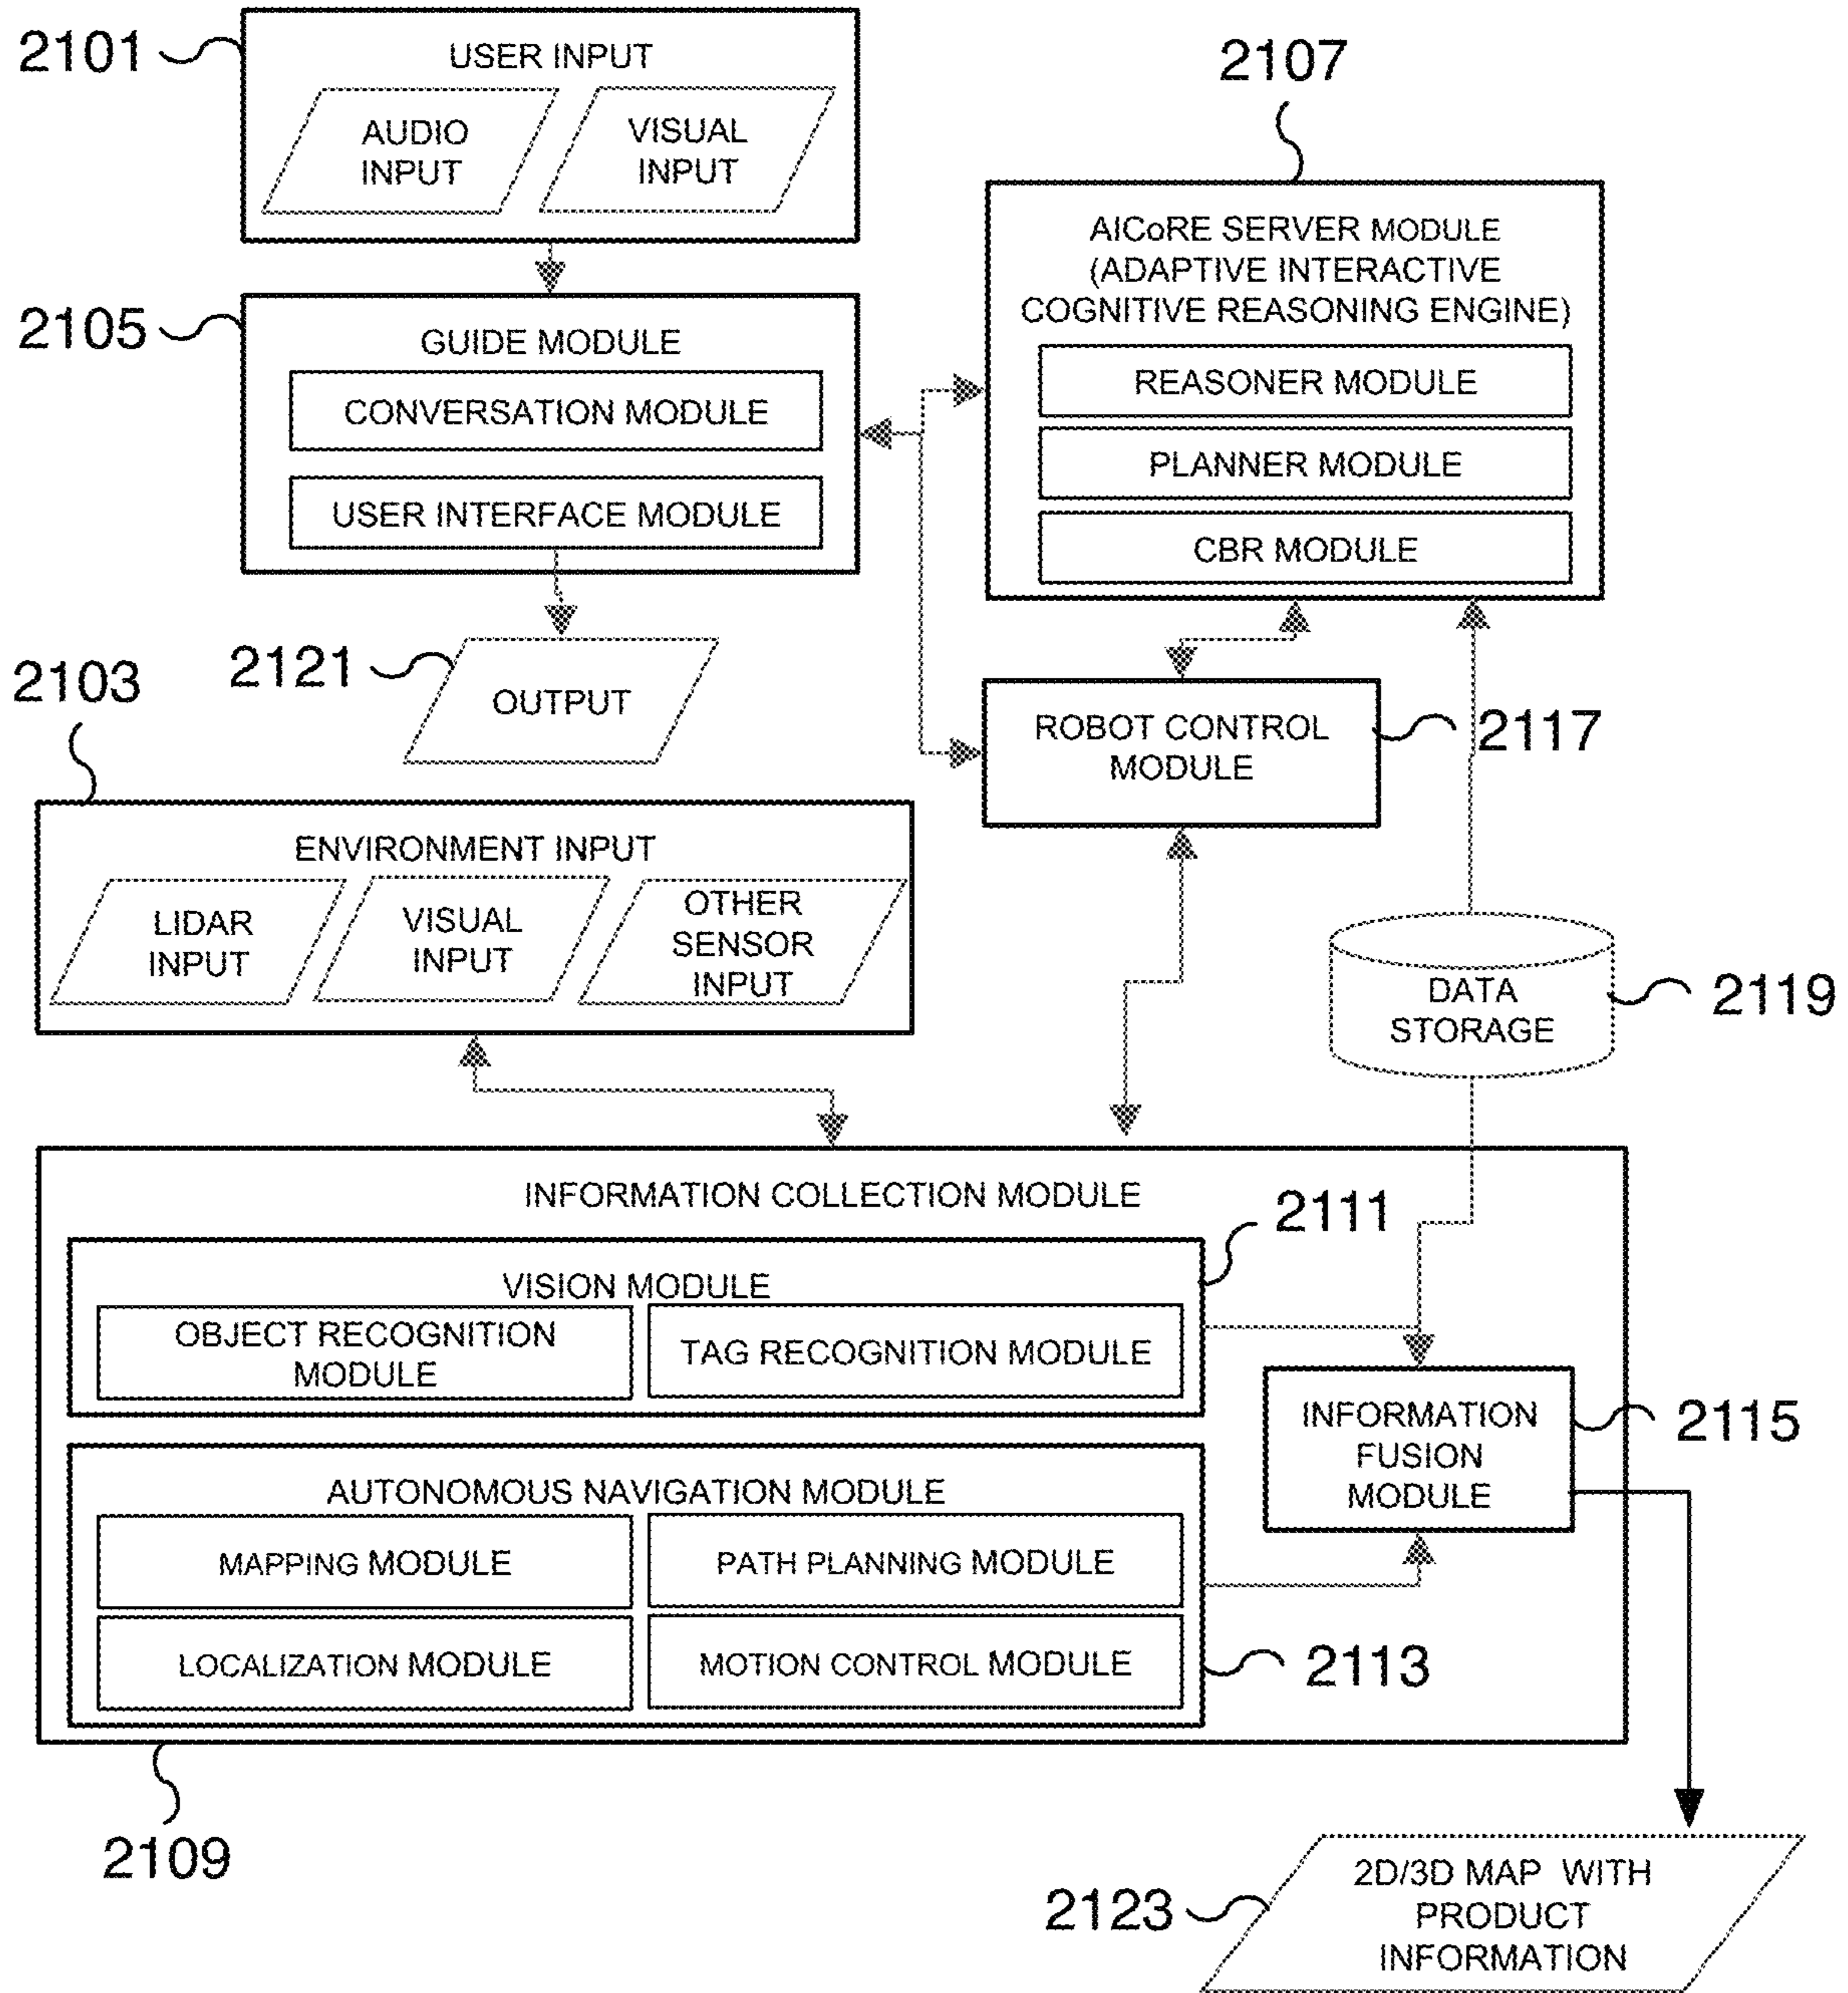 2101
USER INPUT
AUDIO
INPUT
VISUAL
INPUT
2107
AICoRE SERVER MODULE
(ADAPTIVE INTERACTIVE
COGNITIVE REASONING ENGINE)
REASONER MODULE
PLANNER MODULE
CBR MODULE
2105
GUIDE MODULE
CONVERSATION MODULE
USER INTERFACE MODULE
2121
OUTPUT
2103
ROBOT CONTROL
MODULE
2117
ENVIRONMENT INPUT
LIDAR
INPUT
VISUAL
INPUT
OTHER
SENSOR
INPUT
DATA
STORAGE
2119
INFORMATION COLLECTION MODULE
2111
VISION MODULE
OBJECT RECOGNITION
MODULE
TAG RECOGNITION MODULE
INFORMATION
FUSION
MODULE
2115
AUTONOMOUS NAVIGATION MODULE
MAPPING MODULE
PATH PLANNING MODULE
LOCALIZATION MODULE
MOTION CONTROL MODULE
2113
2109
2123
2D/3D MAP WITH
PRODUCT
INFORMATION